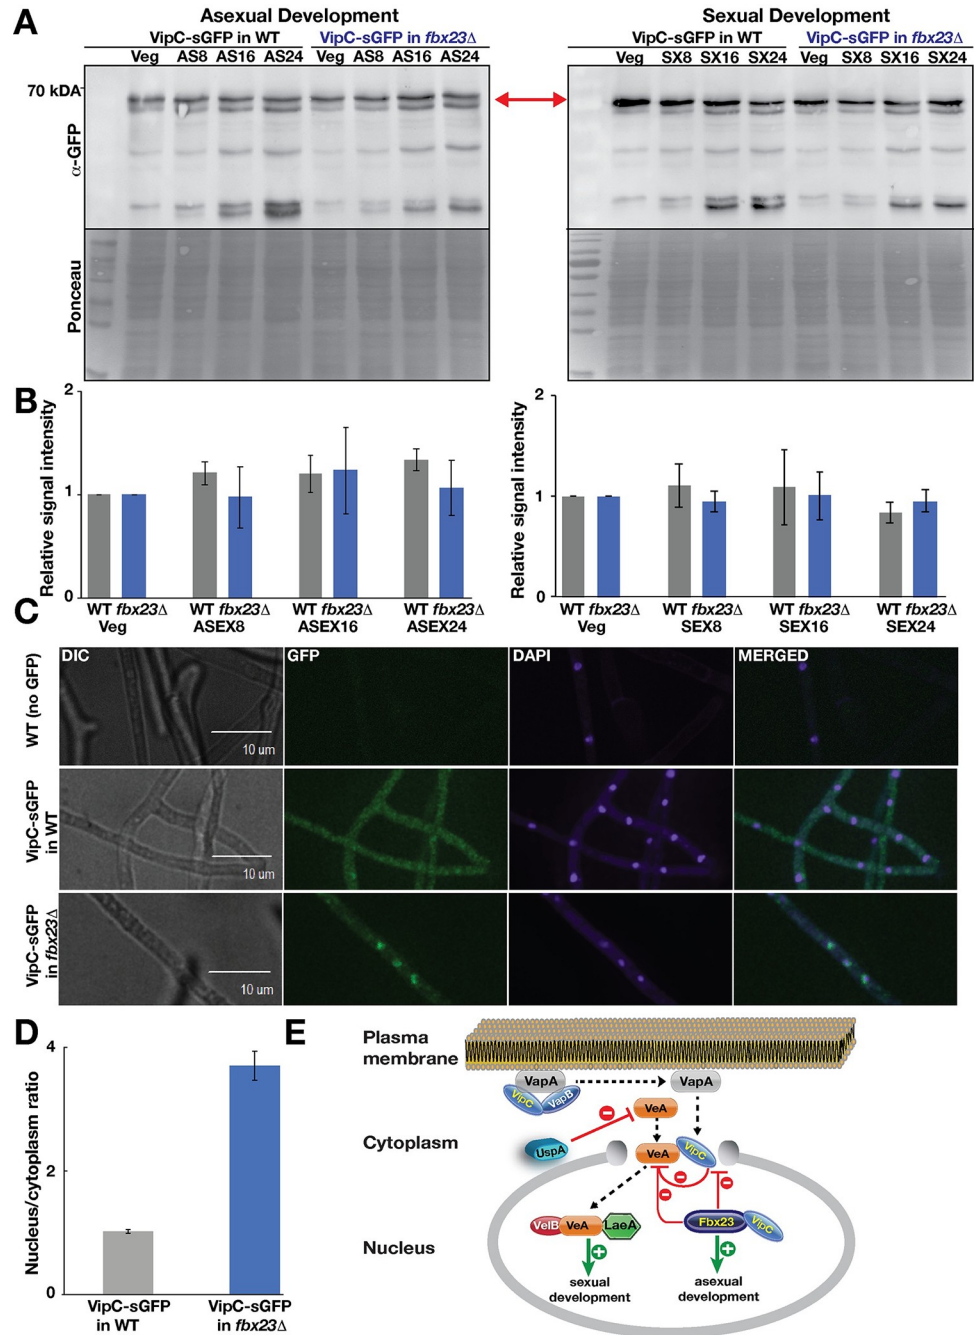 A
Asexual Development
VipC-sGFP in WT VipC-sGFP in fbx23Δ
Veg AS8 AS16 AS24 Veg AS8 AS16 AS24
70 kDA
α-GFP
Ponceau
Sexual Development
VipC-sGFP in WT VipC-sGFP in fbx23Δ
Veg SX8 SX16 SX24 Veg SX8 SX16 SX24
B
Relative signal intensity
2
1
0
WT fbx23Δ WT fbx23Δ WT fbx23Δ WT fbx23Δ
Veg ASEX8 ASEX16 ASEX24
Relative signal intensity
2
1
0
WT fbx23Δ WT fbx23Δ WT fbx23Δ WT fbx23Δ
Veg SEX8 SEX16 SEX24
C
DIC GFP DAPI MERGED
WT (no GFP)
10 um
VipC-sGFP
in WT
10 um
VipC-sGFP
in fbx23Δ
10 um
D
Nucleus/cytoplasm ratio
4
2
0
VipC-sGFP
in WT
VipC-sGFP
in fbx23Δ
E
Plasma
membrane
VapA
VipC
VapB
VapA
VeA
Cytoplasm
UspA
VeA
VipC
VelB
VeA
LaeA
Fbx23
VipC
Nucleus
sexual
development
asexual
development